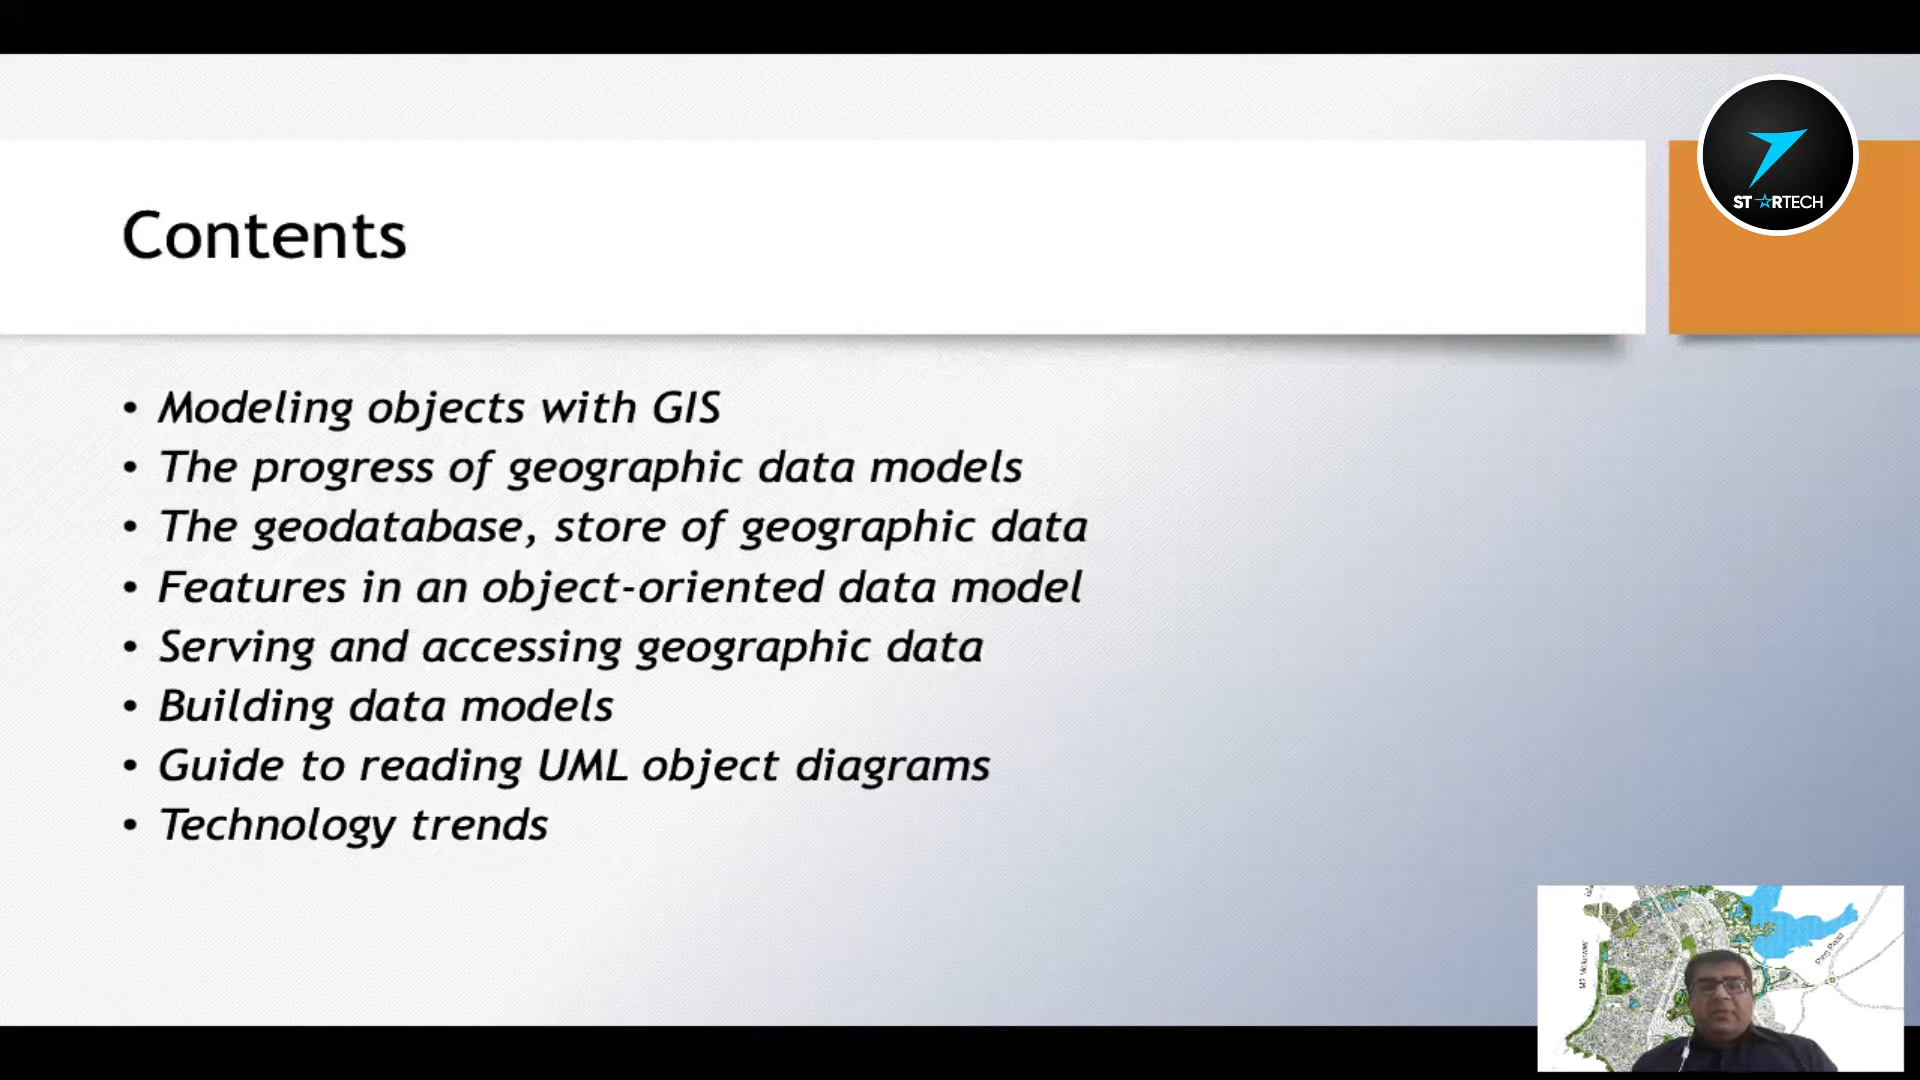 ST☆RTECH
Contents
• Modeling objects with GIS
• The progress of geographic data models
• The geodatabase, store of geographic data
• Features in an object-oriented data model
• Serving and accessing geographic data
• Building data models
• Guide to reading UML object diagrams
• Technology trends
Ring Road